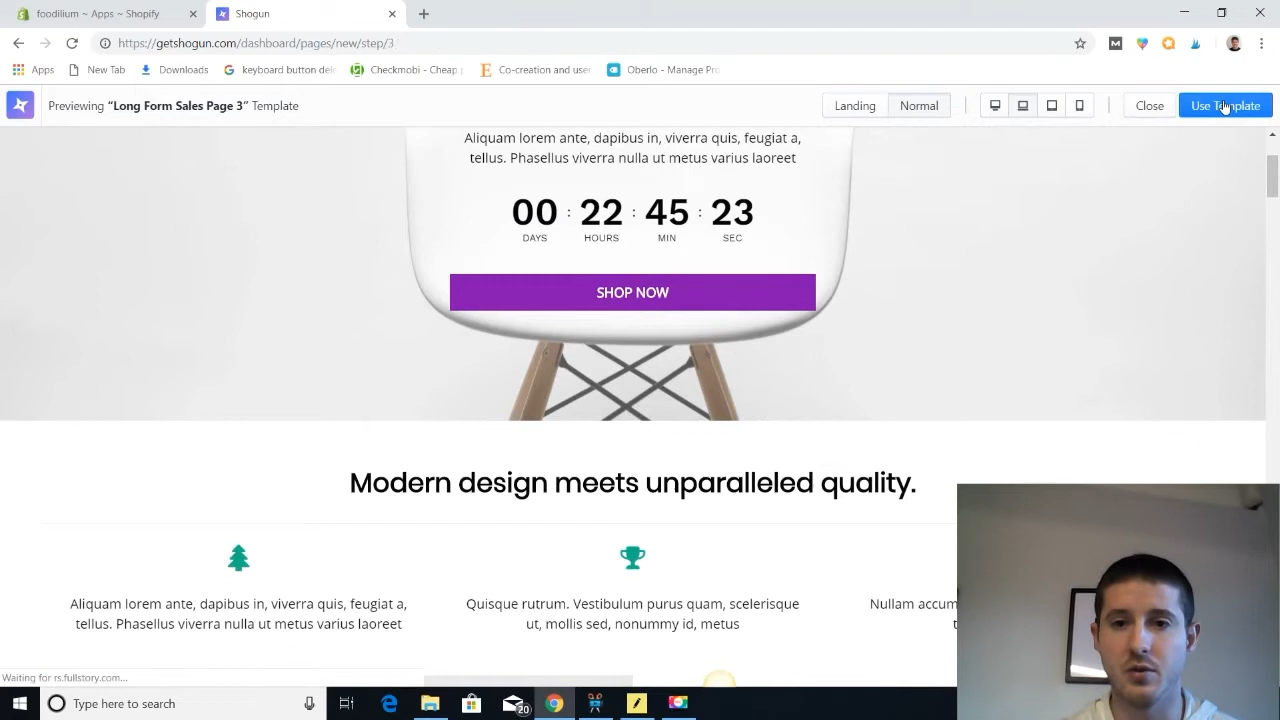 foodilium ~ Apps ~ Shopify
Shogun
https://getshogun.com/dashboard/pages/new/step/3
Apps
New Tab
Downloads
keyboard button del
Checkmobi - Cheap p
Co-creation and use
Oberlo - Manage Pro
Previewing “Long Form Sales Page 3” Template
Landing
Normal
Close
Use Template
Aliquam lorem ante, dapibus in, viverra quis, feugiat a,
tellus. Phasellus viverra nulla ut metus varius laoreet
00 : 22 : 45 : 23
DAYS HOURS MIN SEC
SHOP NOW
Modern design meets unparalleled quality.
Aliquam lorem ante, dapibus in, viverra quis, feugiat a,
tellus. Phasellus viverra nulla ut metus varius laoreet
Quisque rutrum. Vestibulum purus quam, scelerisque
ut, mollis sed, nonummy id, metus
Nullam accum
t
Waiting for rs.fullstory.com...
Type here to search
20